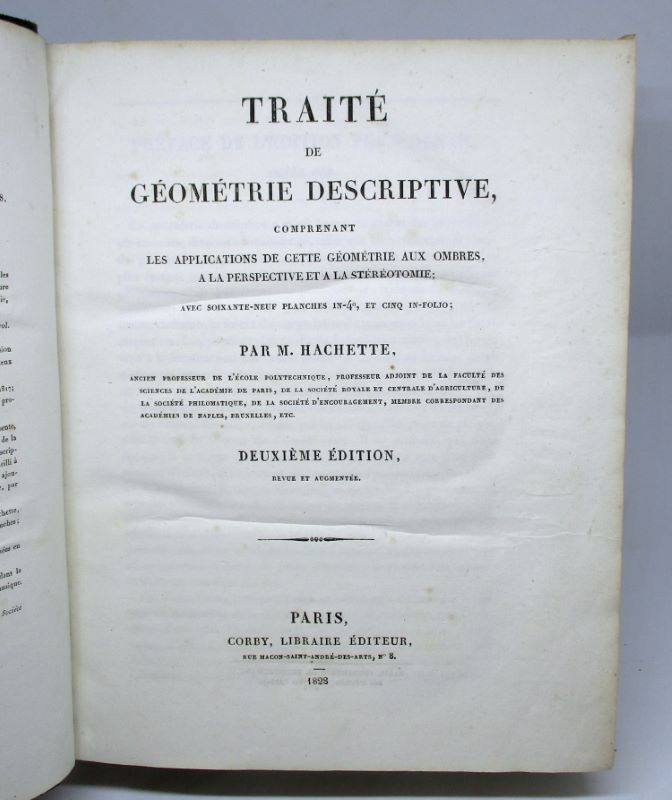 TRAITÉ
DE
GÉOMÉTRIE DESCRIPTIVE,
COMPRENANT
LES APPLICATIONS DE CETTE GÉOMÉTRIE AUX OMBRES,
A LA PERSPECTIVE ET A LA STÉRÉOTOMIE;
AVEC SOIXANTE-NEUF PLANCHES IN-4º, ET CINQ IN-FOLIO;
PAR M. HACHETTE,
ANCIEN PROFESSEUR DE L'ÉCOLE POLYTECHNIQUE, PROFESSEUR ADJOINT DE LA FACULTÉ DES
SCIENCES DE L'ACADÉMIE DE PARIS, DE LA SOCIÉTÉ ROYALE ET CENTRALE D'AGRICULTURE, DE
LA SOCIÉTÉ PHILOMATIQUE, DE LA SOCIÉTÉ D'ENCOURAGEMENT, MEMBRE CORRESPONDANT DES
ACADÉMIES DE NAPLES, BRUXELLES, ETC.
DEUXIÈME ÉDITION,
REVUE ET AUGMENTÉE.
PARIS,
CORBY, LIBRAIRE ÉDITEUR,
RUE MACON-SAINT-ANDRÉ-DES-ARTS, Nº 8.
1828